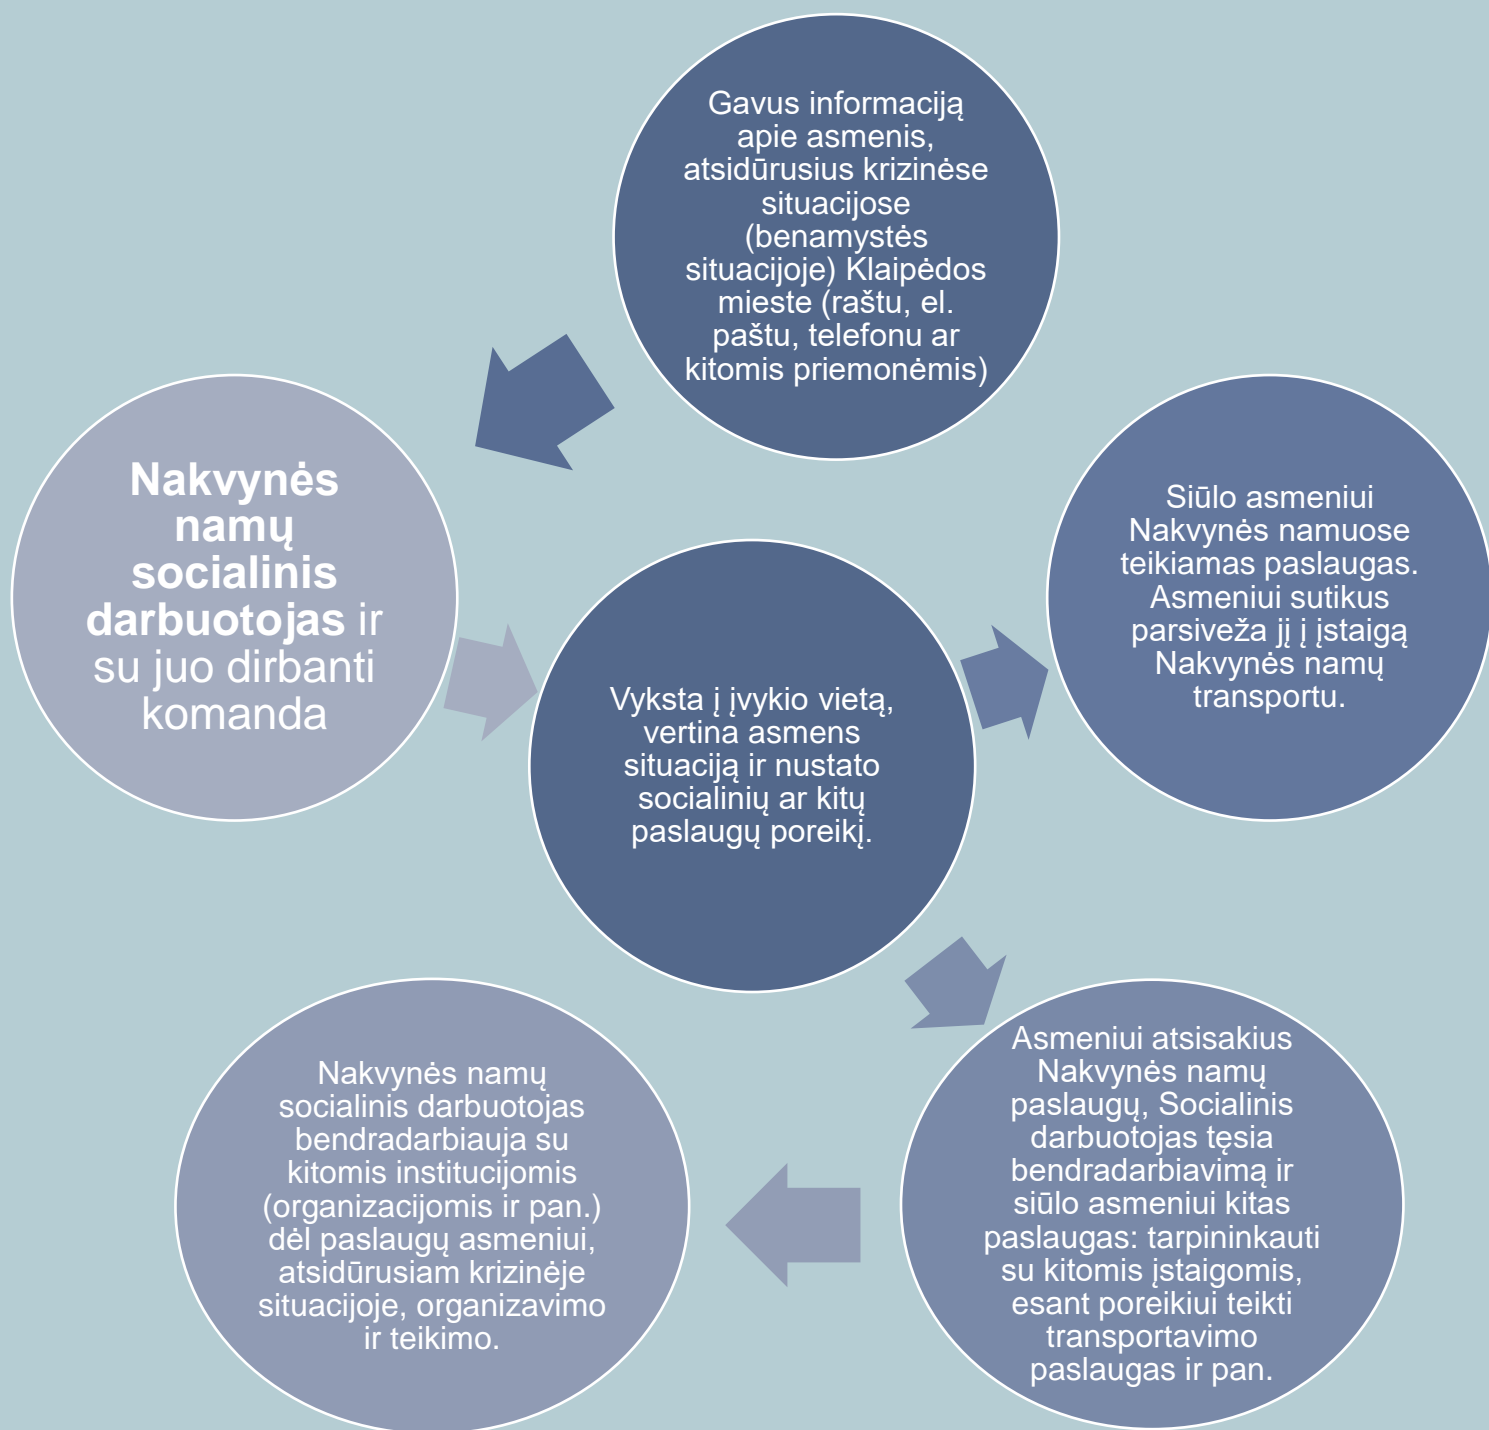 Gavus informaciją
apie asmenis,
atsidūrusius krizinėse
situacijose
(benamystės
situacijoje) Klaipėdos
mieste (raštu, el.
paštu, telefonu ar
kitomis priemonėmis)
Nakvynės
namų
socialinis
darbuotojas ir
su juo dirbanti
komanda
Vyksta į įvykio vietą,
vertina asmens
situaciją ir nustato
socialinių ar kitų
paslaugų poreikį.
Siūlo asmeniui
Nakvynės namuose
teikiamas paslaugas.
Asmeniui sutikus
parsiveža jį į įstaigą
Nakvynės namų
transportu.
Asmeniui atsisakius
Nakvynės namų
paslaugų, Socialinis
darbuotojas tęsia
bendradarbiavimą ir
siūlo asmeniui kitas
paslaugas: tarpininkauti
su kitomis įstaigomis,
esant poreikiui teikti
transportavimo
paslaugas ir pan.
Nakvynės namų
socialinis darbuotojas
bendradarbiauja su
kitomis institucijomis
(organizacijomis ir pan.)
dėl paslaugų asmeniui,
atsidūrusiam krizinėje
situacijoje, organizavimo
ir teikimo.